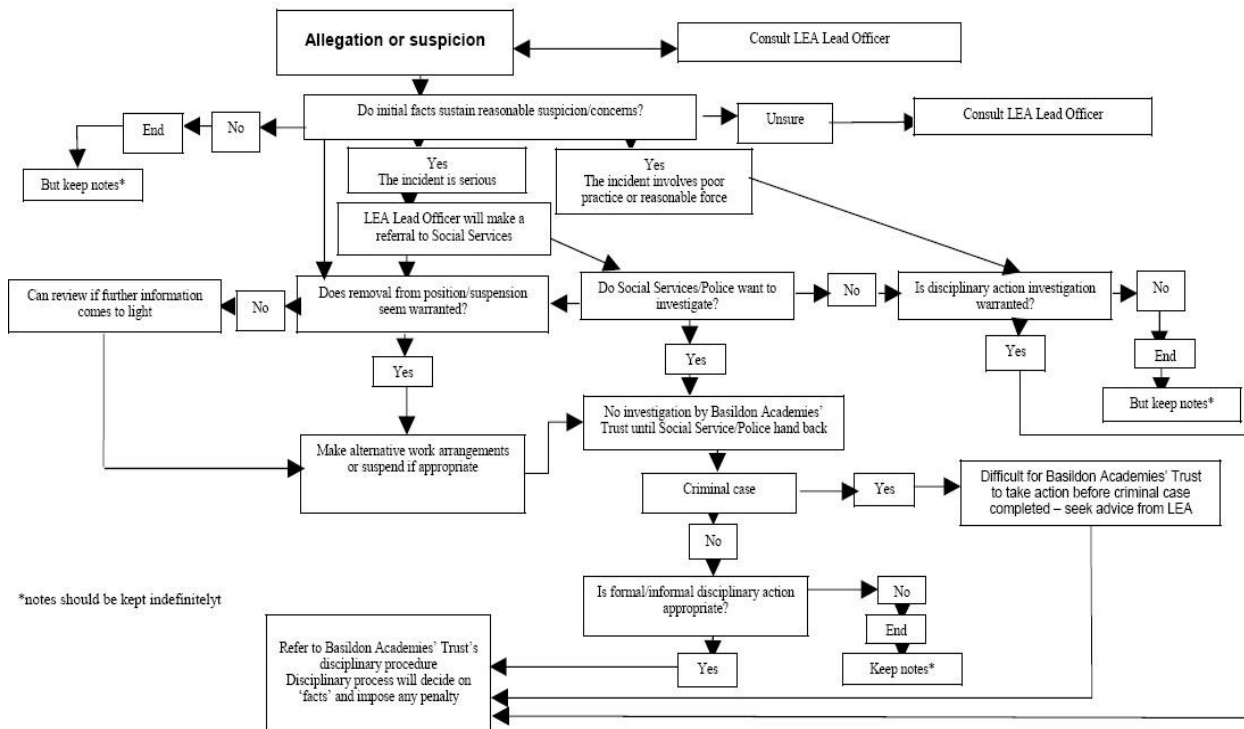 Allegation or suspicion
Consult LEA Lead Officer
Do initial facts sustain reasonable suspicion/concerns?
Unsure
Consult LEA Lead Officer
No
End
But keep notes*
Yes
The incident is serious
Yes
The incident involves poor
practice or reasonable force
LEA Lead Officer will make a
referral to Social Services
Can review if further information
comes to light
No
Does removal from position/suspension
seem warranted?
Do Social Services/Police want to
investigate?
No
Is disciplinary action investigation
warranted?
No
Yes
Yes
Yes
End
But keep notes*
No investigation by Basildon Academies'
Trust until Social Service/Police hand back
Make alternative work arrangements
or suspend if appropriate
Criminal case
Yes
Difficult for Basildon Academies' Trust
to take action before criminal case
completed – seek advice from LEA
No
*notes should be kept indefinitelyt
Is formal/informal disciplinary action
appropriate?
No
End
Keep notes*
Yes
Refer to Basildon Academies' Trust's
disciplinary procedure
Disciplinary process will decide on
'facts' and impose any penalty